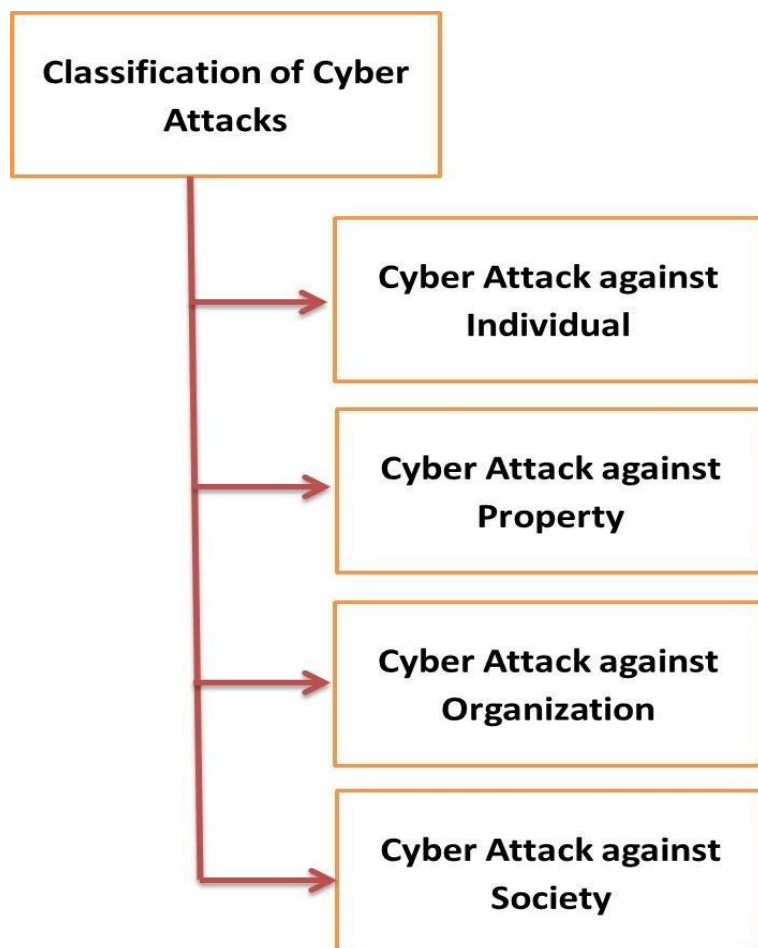 Classification of Cyber
Attacks
Cyber Attack against
Individual
Cyber Attack against
Property
Cyber Attack against
Organization
Cyber Attack against
Society